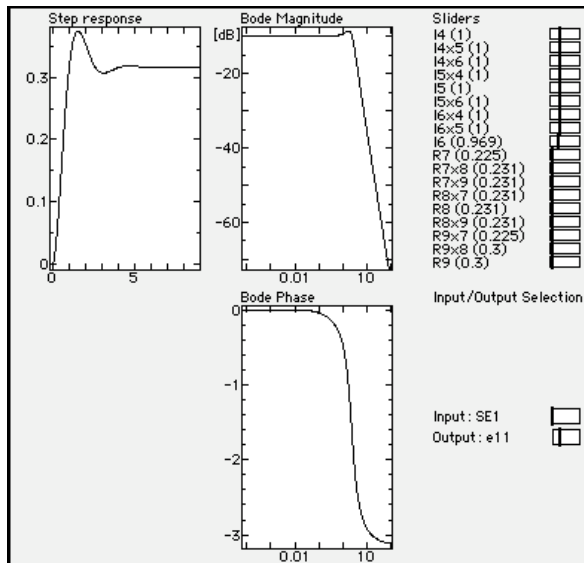 Step response
0.3
0.2
0.1
0
0
5
Bode Magnitude
[dB]
-20
-40
-60
0.01
10
Bode Phase
0
-1
-2
-3
0.01
10
Sliders
I4 (1)
I4x5 (1)
I4x6 (1)
I5x4 (1)
I5 (1)
I5x6 (1)
I6x4 (1)
I6x5 (1)
I6 (0.969)
R7 (0.225)
R7x8 (0.231)
R7x9 (0.231)
R8x7 (0.231)
R8 (0.231)
R8x9 (0.231)
R9x7 (0.225)
R9x8 (0.3)
R9 (0.3)
Input/Output Selection
Input: SE1
Output: e11